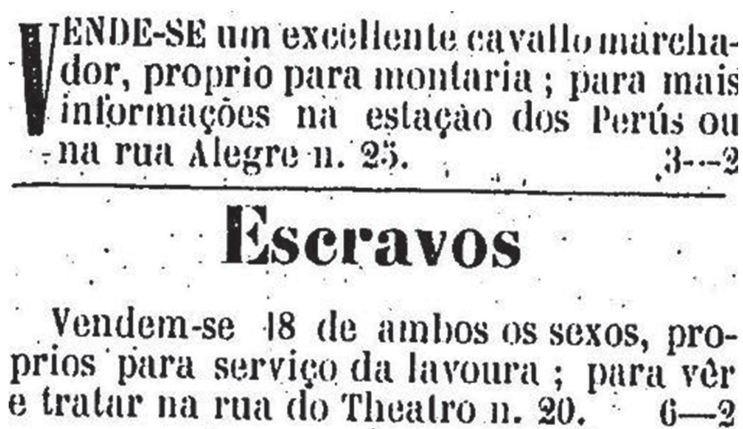 VENDE-SE um excellente cavallo marcha-
dor, proprio para montaria ; para mais
informações na estação dos Perús ou
na rua Alegre n. 25. 3—2
Escravos
Vendem-se 18 de ambos os sexos, pro-
prios para serviço da lavoura ; para vêr
e tratar na rua do Theatro n. 20. 6—2